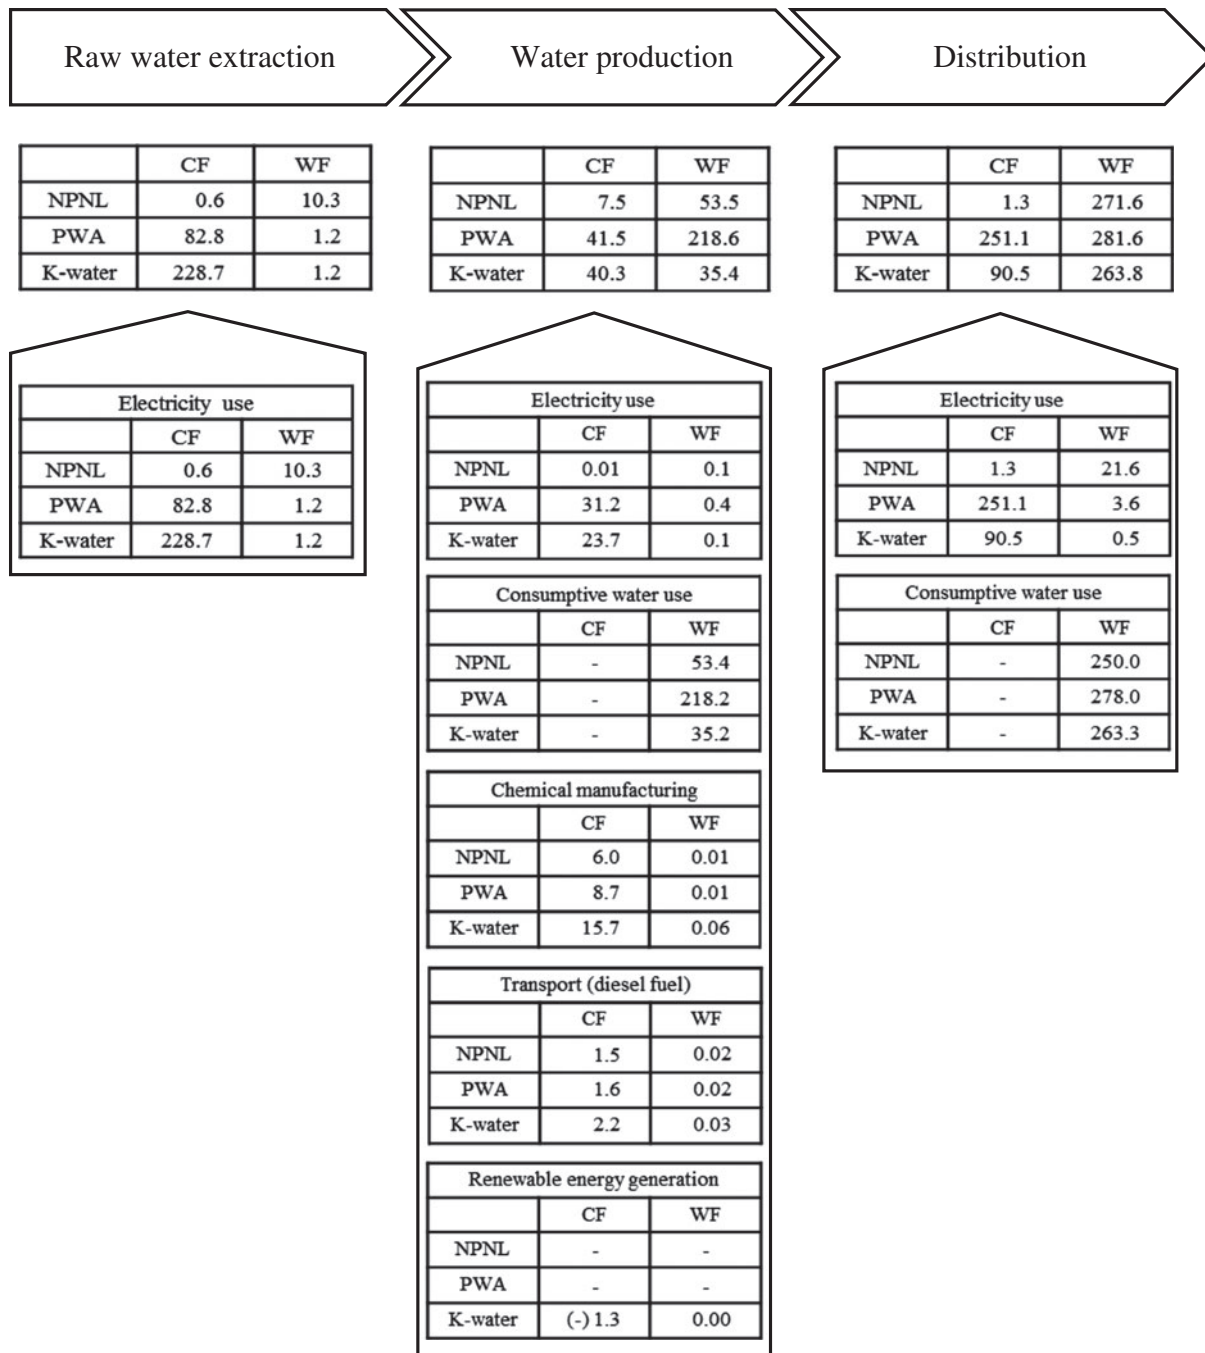 Raw water extraction
Water production
Distribution
CF WF
NPNL 0.6 10.3
PWA 82.8 1.2
K-water 228.7 1.2
CF WF
NPNL 7.5 53.5
PWA 41.5 218.6
K-water 40.3 35.4
CF WF
NPNL 1.3 271.6
PWA 251.1 281.6
K-water 90.5 263.8
Electricity use
CF WF
NPNL 0.6 10.3
PWA 82.8 1.2
K-water 228.7 1.2
Electricity use
CF WF
NPNL 0.01 0.1
PWA 31.2 0.4
K-water 23.7 0.1
Consumptive water use
CF WF
NPNL - 53.4
PWA - 218.2
K-water - 35.2
Chemical manufacturing
CF WF
NPNL 6.0 0.01
PWA 8.7 0.01
K-water 15.7 0.06
Transport (diesel fuel)
CF WF
NPNL 1.5 0.02
PWA 1.6 0.02
K-water 2.2 0.03
Renewable energy generation
CF WF
NPNL - -
PWA - -
K-water (-) 1.3 0.00
Electricity use
CF WF
NPNL 1.3 21.6
PWA 251.1 3.6
K-water 90.5 0.5
Consumptive water use
CF WF
NPNL - 250.0
PWA - 278.0
K-water - 263.3